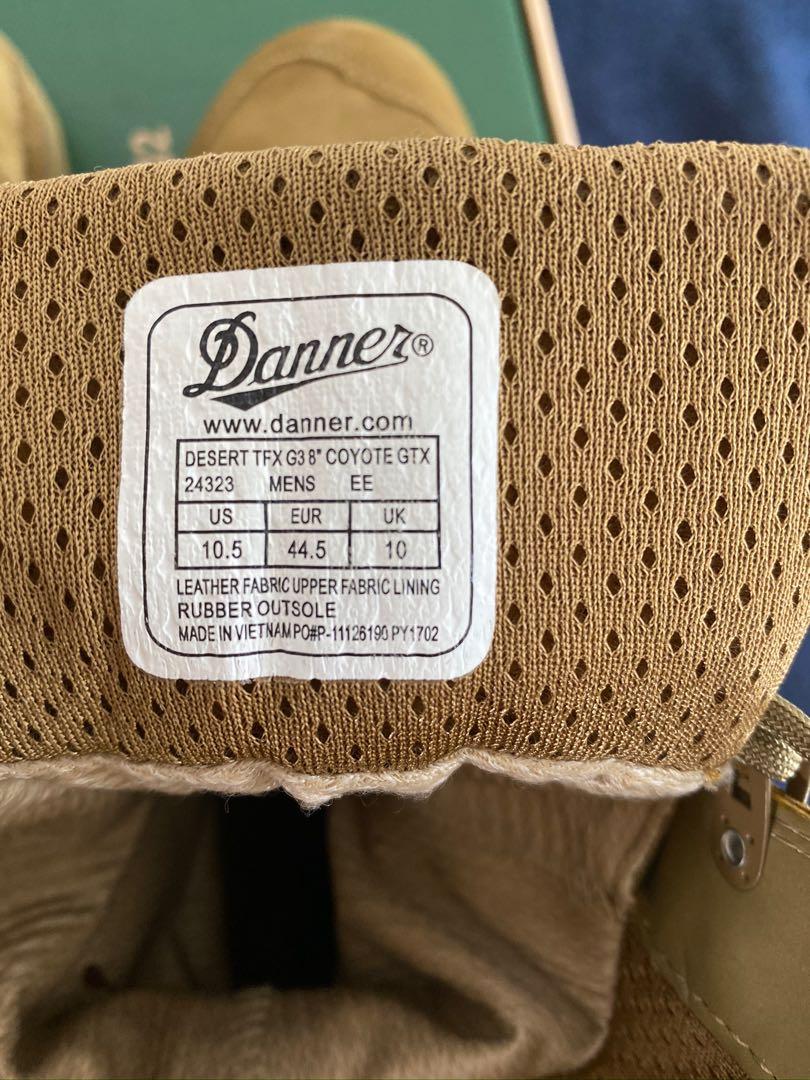 Danner®
www.danner.com
DESERT TFX G3 8" COYOTE GTX
24323 MENS EE
US EUR UK
10.5 44.5 10
LEATHER FABRIC UPPER FABRIC LINING
RUBBER OUTSOLE
MADE IN VIETNAM PO#P-11126190 PY1702